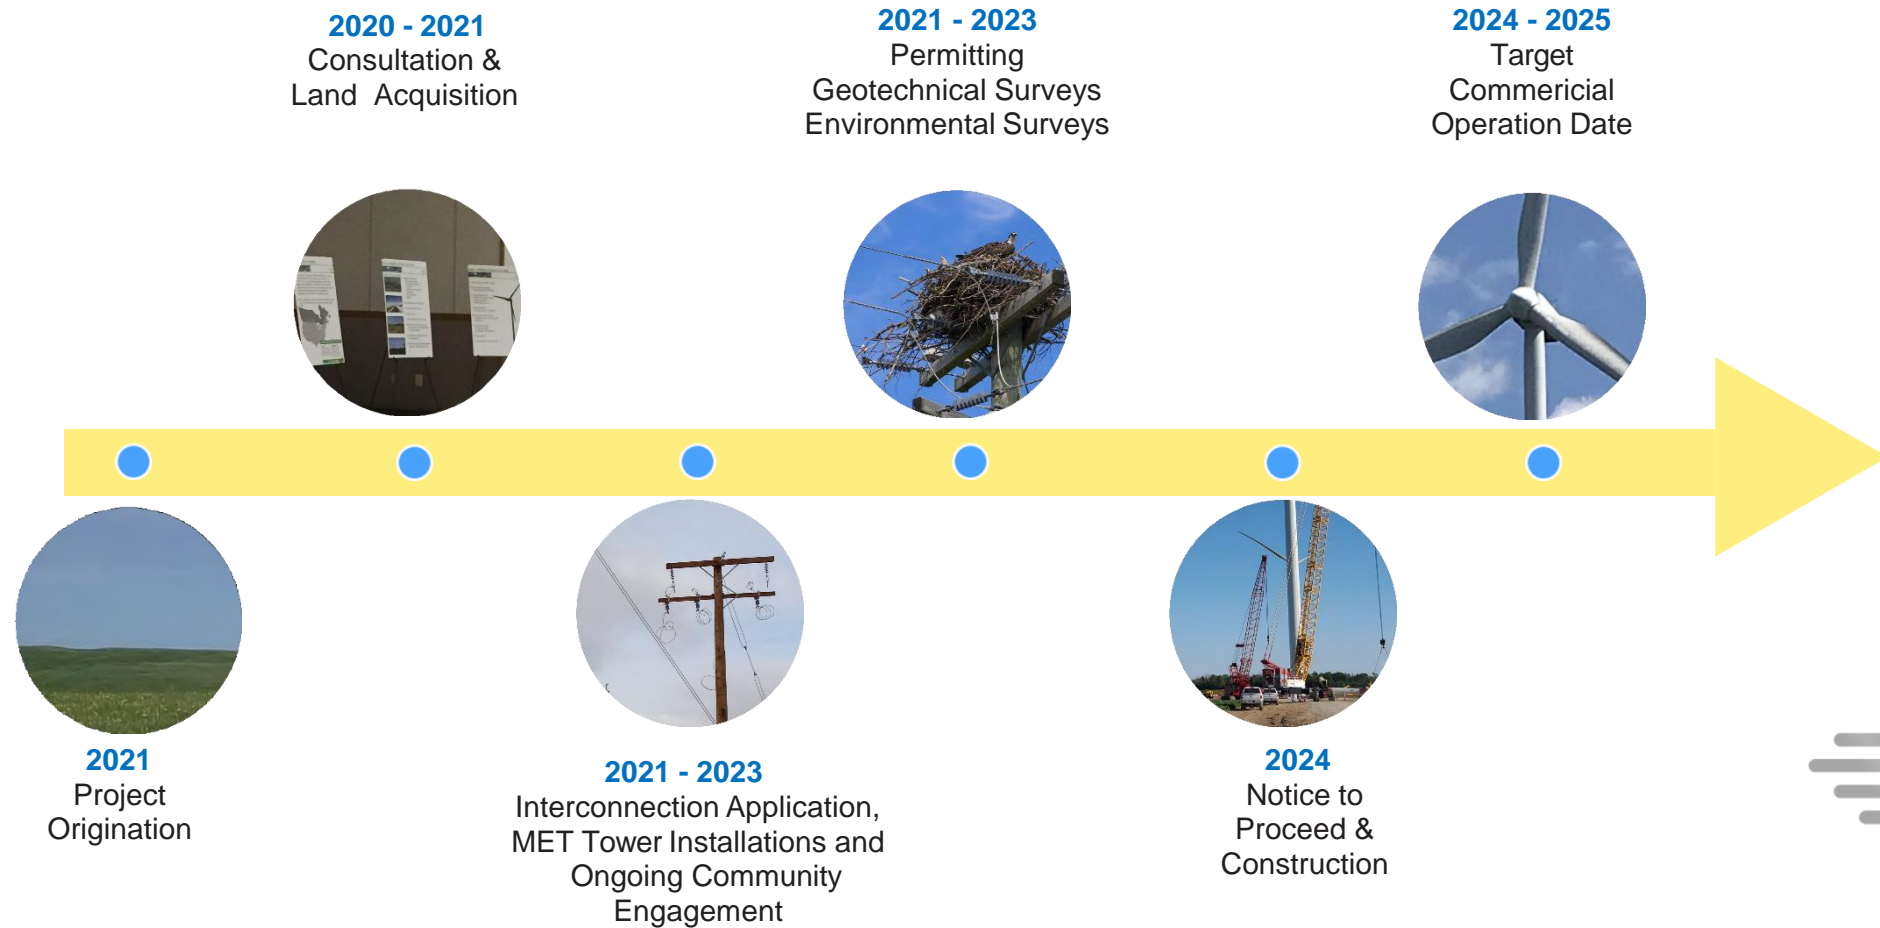 2020 - 2021
Consultation &
Land Acquisition
2021 - 2023
Permitting
Geotechnical Surveys
Environmental Surveys
2024 - 2025
Target
Commericial
Operation Date
2021
Project
Origination
2021 - 2023
Interconnection Application,
MET Tower Installations and
Ongoing Community
Engagement
2024
Notice to
Proceed &
Construction